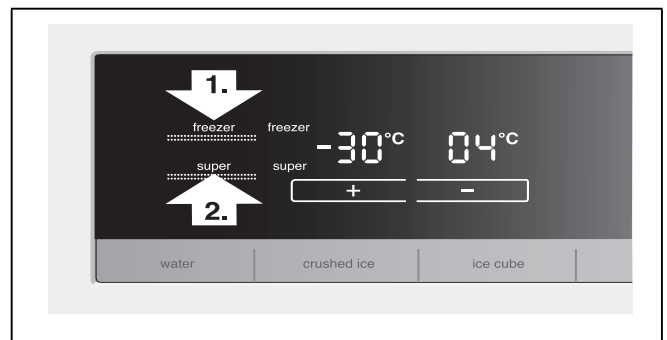 1.
freezer freezer
-30°C 04°C
super super
+ −
2.
water crushed ice ice cube